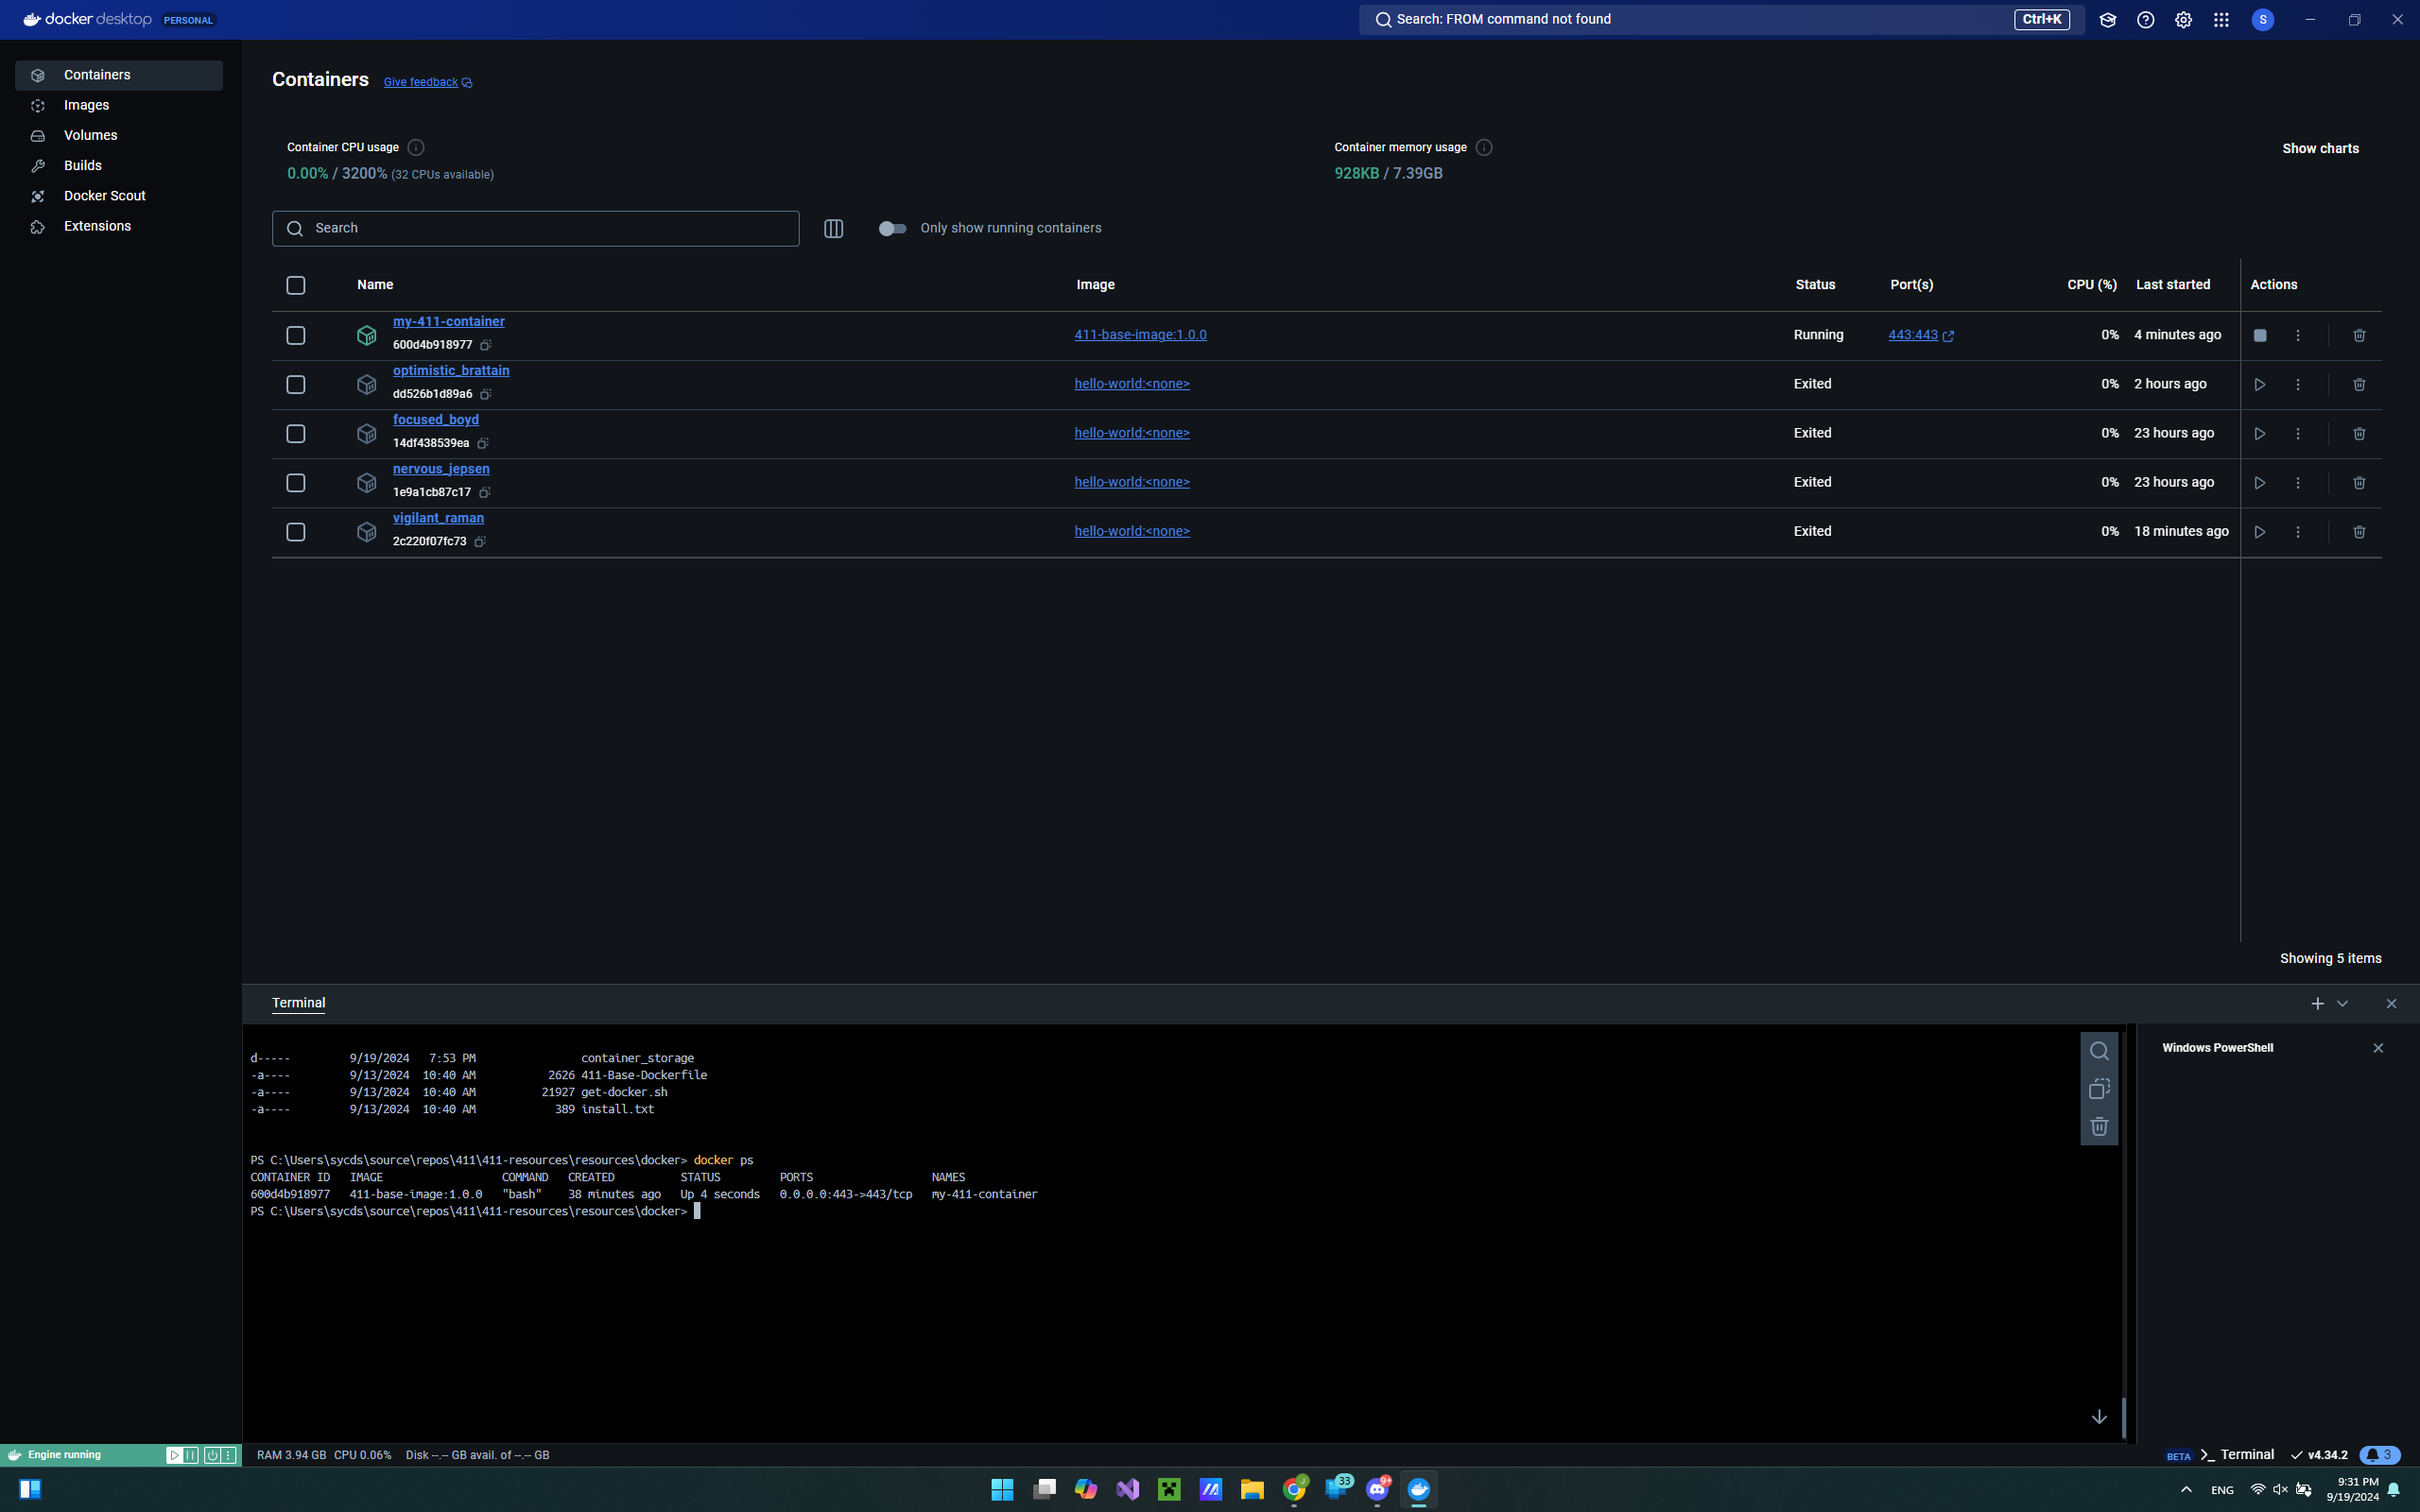 docker desktop PERSONAL
Search: FROM command not found Ctrl+K
S
Containers
Images
Volumes
Builds
Docker Scout
Extensions
Containers Give feedback
Container CPU usage
0.00% / 3200% (32 CPUs available)
Container memory usage
928KB / 7.39GB
Show charts
Search
Only show running containers
Name Image Status Port(s) CPU (%) Last started Actions
my-411-container
600d4b918977
411-base-image:1.0.0 Running 443:443 0% 4 minutes ago
optimistic_brattain
dd526b1d89a6
hello-world:<none> Exited 0% 2 hours ago
focused_boyd
14df438539ea
hello-world:<none> Exited 0% 23 hours ago
nervous_jepsen
1e9a1cb87c17
hello-world:<none> Exited 0% 23 hours ago
vigilant_raman
2c220f07fc73
hello-world:<none> Exited 0% 18 minutes ago
Showing 5 items
Terminal
d----- 9/19/2024 7:53 PM container_storage
-a---- 9/13/2024 10:40 AM 2626 411-Base-Dockerfile
-a---- 9/13/2024 10:40 AM 21927 get-docker.sh
-a---- 9/13/2024 10:40 AM 389 install.txt
PS C:\Users\sycds\source\repos\411\411-resources\resources\docker> docker ps
CONTAINER ID IMAGE COMMAND CREATED STATUS PORTS NAMES
600d4b918977 411-base-image:1.0.0 "bash" 38 minutes ago Up 4 seconds 0.0.0.0:443->443/tcp my-411-container
PS C:\Users\sycds\source\repos\411\411-resources\resources\docker>
Windows PowerShell
Engine running
RAM 3.94 GB CPU 0.06% Disk --.-- GB avail. of --.-- GB
BETA >_ Terminal v4.34.2 3
J
33
9+
ENG
9:31 PM
9/19/2024